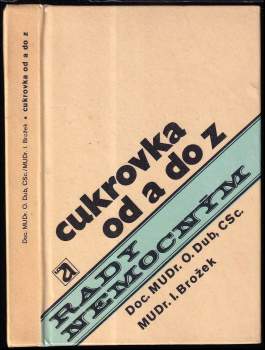 Doc. MUDr. O. Dub, CSc./MUDr. I. Brožek • cukrovka od a do z
cukrovka
od a do z
RADY
NEMOCNÝM
Doc. MUDr. O. Dub, CSc.
MUDr. I. Brožek